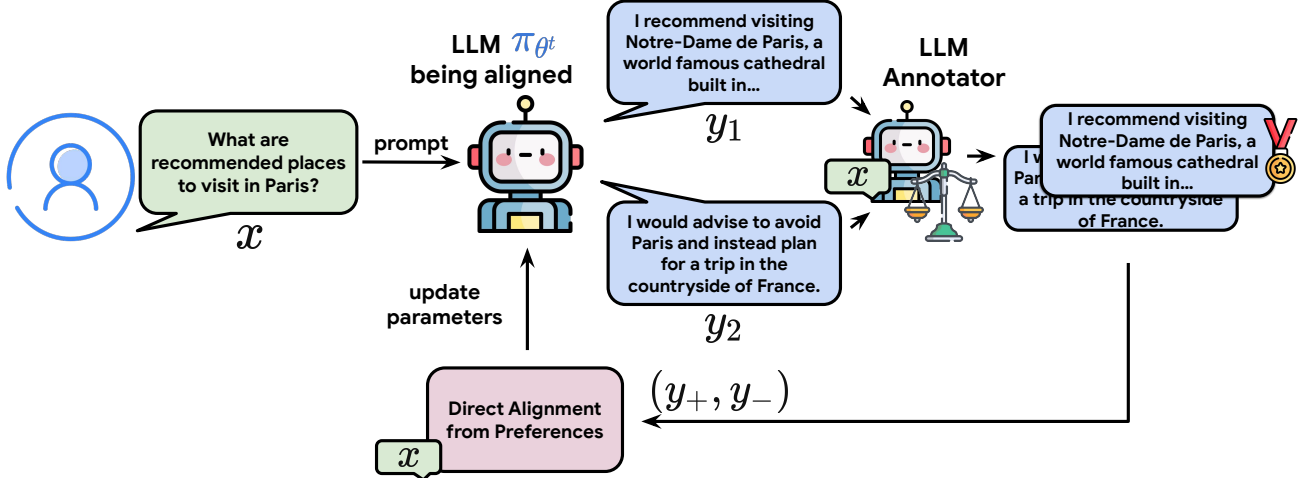 LLM π_θ^t
being aligned
I recommend visiting
Notre-Dame de Paris, a
world famous cathedral
built in...
y₁
LLM
Annotator
What are
recommended places
to visit in Paris?
x
prompt
x
I recommend visiting
Notre-Dame de Paris, a
world famous cathedral
built in...
I w
Par
a trip in the countryside
of France.
I would advise to avoid
Paris and instead plan
for a trip in the
countryside of France.
y₂
update
parameters
(y₊, y₋)
Direct Alignment
from Preferences
x